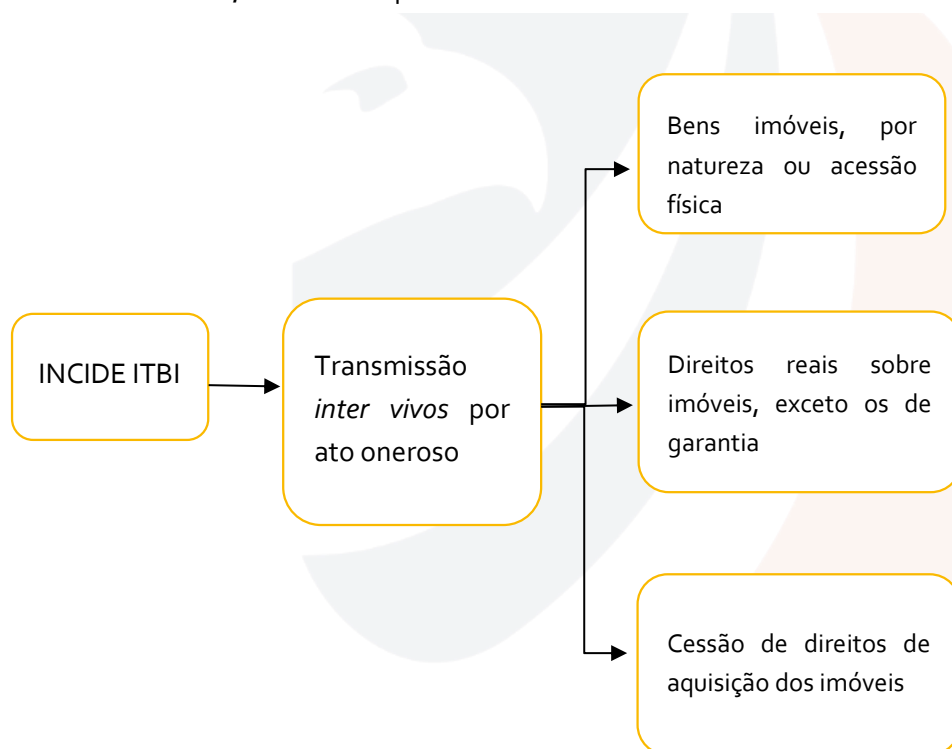 INCIDE ITBI
Transmissão
inter vivos por
ato oneroso
Bens imóveis, por
natureza ou acessão
física
Direitos reais sobre
imóveis, exceto os de
garantia
Cessão de direitos de
aquisição dos imóveis